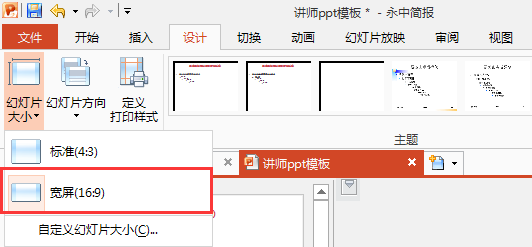 讲师ppt模板 * - 永中简报
文件 开始 插入 设计 切换 动画 幻灯片放映 审阅 视图
幻灯片大小 幻灯片方向 定义打印样式
主题
标准(4:3)
讲师ppt模板
宽屏(16:9)
自定义幻灯片大小(C)...